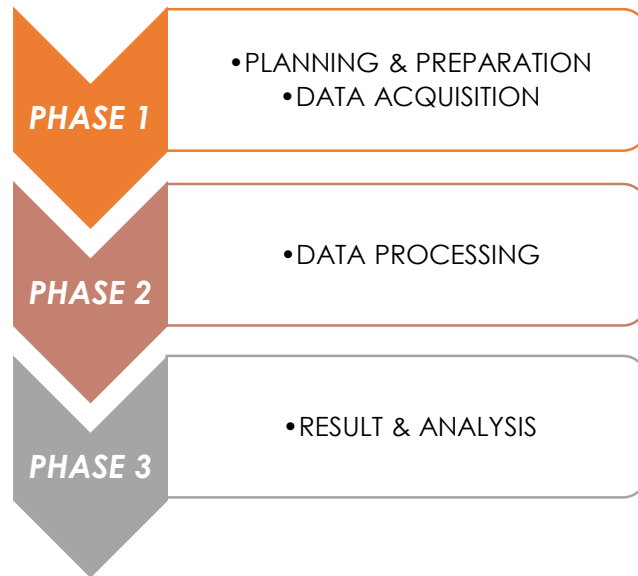 PHASE 1
•PLANNING & PREPARATION
•DATA ACQUISITION
PHASE 2
•DATA PROCESSING
PHASE 3
•RESULT & ANALYSIS